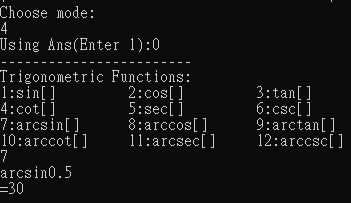 Choose mode:
4
Using Ans(Enter 1):0
------------------------
Trigonometric Functions:
1:sin[] 2:cos[] 3:tan[]
4:cot[] 5:sec[] 6:csc[]
7:arcsin[] 8:arccos[] 9:arctan[]
10:arccot[] 11:arcsec[] 12:arccsc[]
7
arcsin0.5
=30